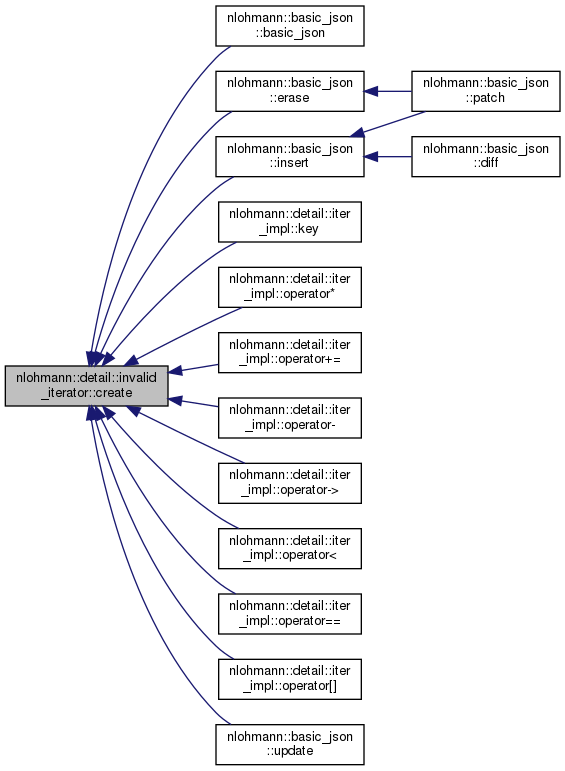 nlohmann::basic_json
::basic_json
nlohmann::basic_json
::erase
nlohmann::basic_json
::patch
nlohmann::basic_json
::insert
nlohmann::basic_json
::diff
nlohmann::detail::iter
_impl::key
nlohmann::detail::iter
_impl::operator*
nlohmann::detail::iter
_impl::operator+=
nlohmann::detail::invalid
_iterator::create
nlohmann::detail::iter
_impl::operator-
nlohmann::detail::iter
_impl::operator->
nlohmann::detail::iter
_impl::operator<
nlohmann::detail::iter
_impl::operator==
nlohmann::detail::iter
_impl::operator[]
nlohmann::basic_json
::update